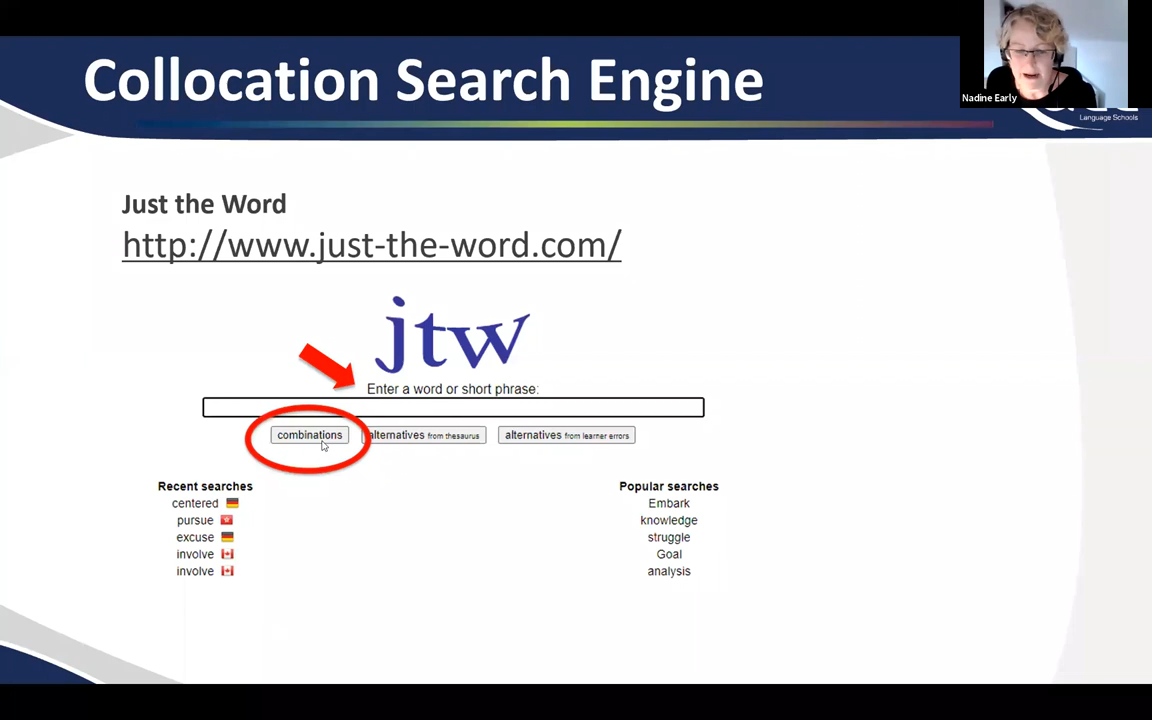 Collocation Search Engine
Nadine Early
Language Schools
Just the Word
http://www.just-the-word.com/
jtw
Enter a word or short phrase:
combinations
alternatives from thesaurus
alternatives from learner errors
Recent searches
centered
pursue
excuse
involve
involve
Popular searches
Embark
knowledge
struggle
Goal
analysis